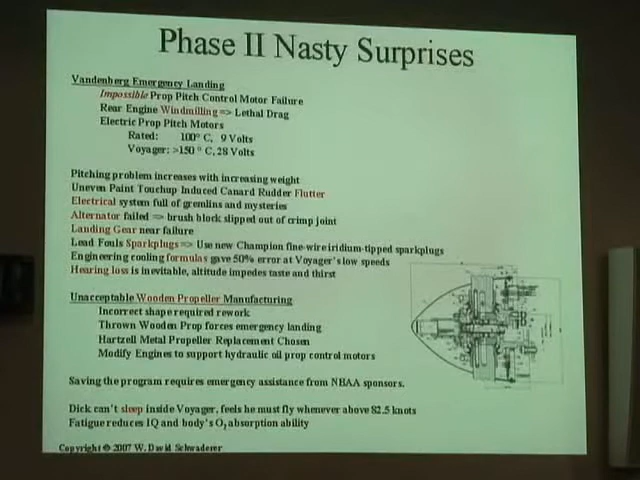 Phase II Nasty Surprises
Vandenberg Emergency Landing
Impossible Prop Pitch Control Motor Failure
Rear Engine Windmilling => Lethal Drag
Electric Prop Pitch Motors
Rated: 100° C, 9 Volts
Voyager: >150 ° C, 28 Volts
Pitching problem increases with increasing weight
Uneven Paint Touchup Induced Canard Rudder Flutter
Electrical system full of gremlins and mysteries
Alternator failed => brush block slipped out of crimp joint
Landing Gear near failure
Lead Fouls Sparkplugs => Use new Champion fine-wire iridium-tipped sparkplugs
Engineering cooling formulas gave 50% error at Voyager's low speeds
Hearing loss is inevitable, altitude impedes taste and thirst
Unacceptable Wooden Propeller Manufacturing
Incorrect shape required rework
Thrown Wooden Prop forces emergency landing
Hartzell Metal Propeller Replacement Chosen
Modify Engines to support hydraulic oil prop control motors
Saving the program requires emergency assistance from NBAA sponsors.
Dick can't sleep inside Voyager, feels he must fly whenever above 82.5 knots
Fatigue reduces IQ and body's O₂ absorption ability
Copyright © 2007 W. David Schwaderer